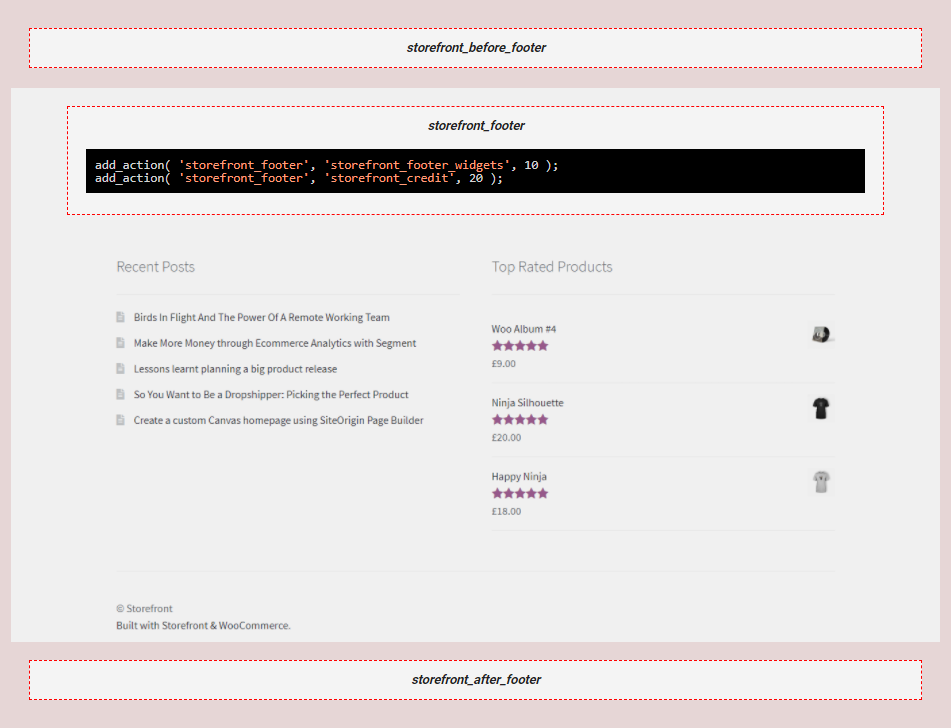 storefront_before_footer
storefront_footer
add_action( 'storefront_footer', 'storefront_footer_widgets', 10 );
add_action( 'storefront_footer', 'storefront_credit', 20 );
Recent Posts
Birds In Flight And The Power Of A Remote Working Team
Make More Money through Ecommerce Analytics with Segment
Lessons learnt planning a big product release
So You Want to Be a Dropshipper: Picking the Perfect Product
Create a custom Canvas homepage using SiteOrigin Page Builder
Top Rated Products
Woo Album #4
£9.00
Ninja Silhouette
£20.00
Happy Ninja
£18.00
© Storefront
Built with Storefront & WooCommerce.
storefront_after_footer